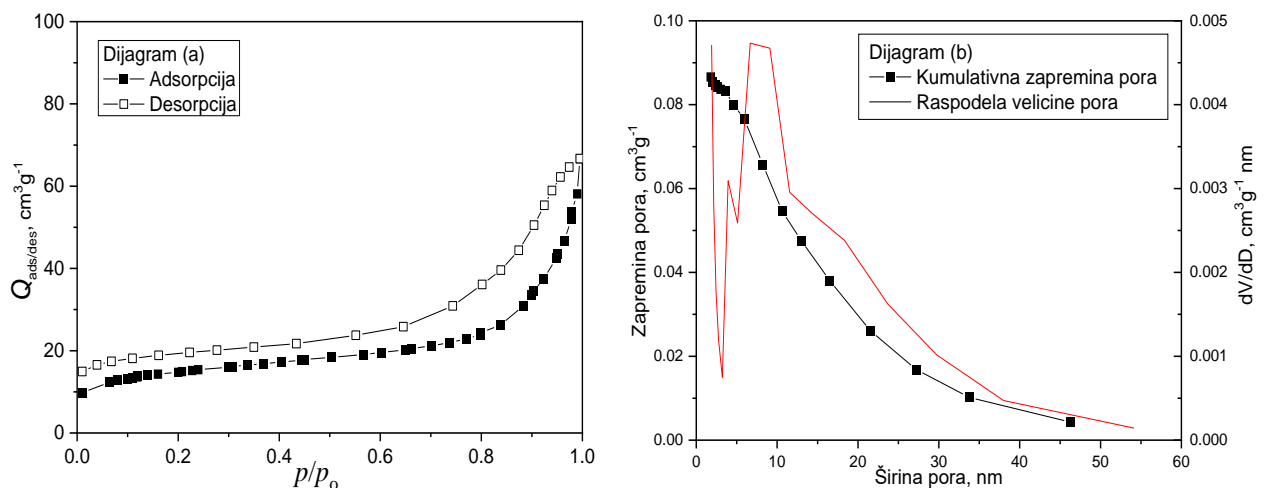 100
80
60
40
20
0
Q ads/des, cm³g⁻¹
Dijagram (a)
Adsorpcija
Desorpcija
0.0 0.2 0.4 0.6 0.8 1.0
p/pₒ
0.10
0.08
0.06
0.04
0.02
0.00
Zapremina pora, cm³g⁻¹
Dijagram (b)
Kumulativna zapremina pora
Raspodela velicine pora
0 10 20 30 40 50 60
Širina pora, nm
0.005
0.004
0.003
0.002
0.001
0.000
dV/dD, cm³g⁻¹ nm